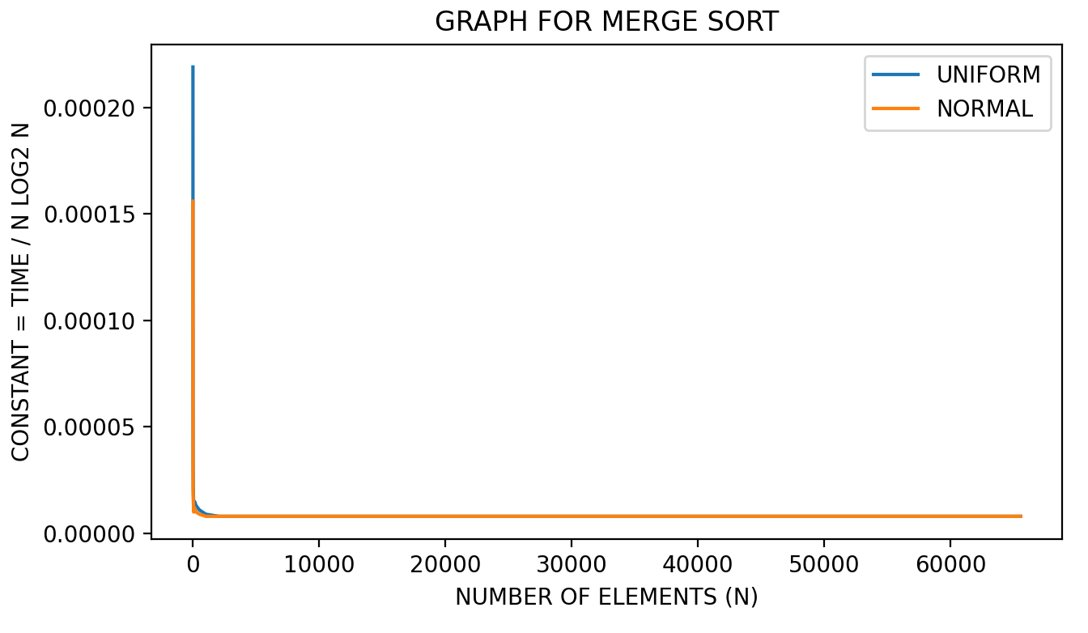 GRAPH FOR MERGE SORT
UNIFORM
NORMAL
CONSTANT = TIME / N LOG2 N
0.00020
0.00015
0.00010
0.00005
0.00000
0 10000 20000 30000 40000 50000 60000
NUMBER OF ELEMENTS (N)